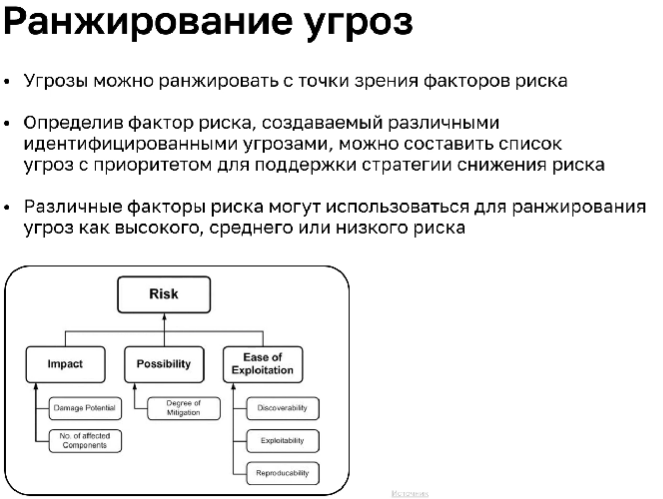 Ранжирование угроз
• Угрозы можно ранжировать с точки зрения факторов риска
• Определив фактор риска, создаваемый различными
идентифицированными угрозами, можно составить список
угроз с приоритетом для поддержки стратегии снижения риска
• Различные факторы риска могут использоваться для ранжирования
угроз как высокого, среднего или низкого риска
Risk
Impact
Possibility
Ease of
Exploitation
Damage Potential
Degree of
Mitigation
Discoverability
No. of affected
Components
Exploitability
Reproducability
Источник